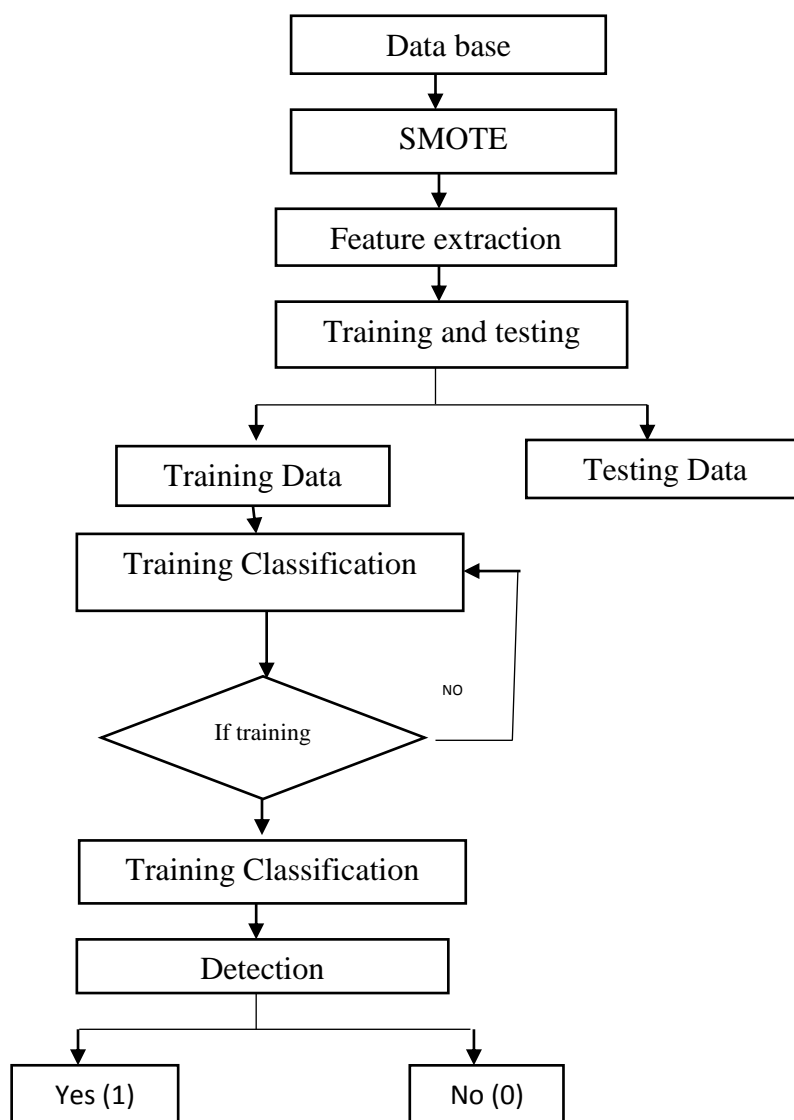 Data base
SMOTE
Feature extraction
Training and testing
Training Data
Testing Data
Training Classification
NO
If training
Training Classification
Detection
Yes (1)
No (0)